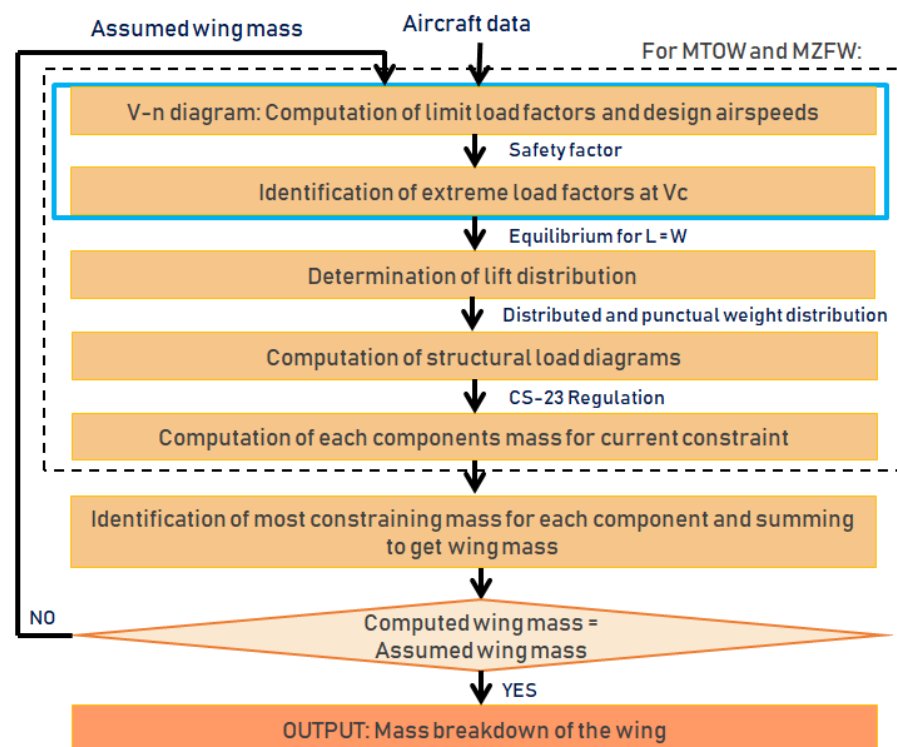 Assumed wing mass
Aircraft data
For MTOW and MZFW:
V-n diagram: Computation of limit load factors and design airspeeds
Safety factor
Identification of extreme load factors at Vc
Equilibrium for L = W
Determination of lift distribution
Distributed and punctual weight distribution
Computation of structural load diagrams
CS-23 Regulation
Computation of each components mass for current constraint
Identification of most constraining mass for each component and summing
to get wing mass
NO
Computed wing mass =
Assumed wing mass
YES
OUTPUT: Mass breakdown of the wing